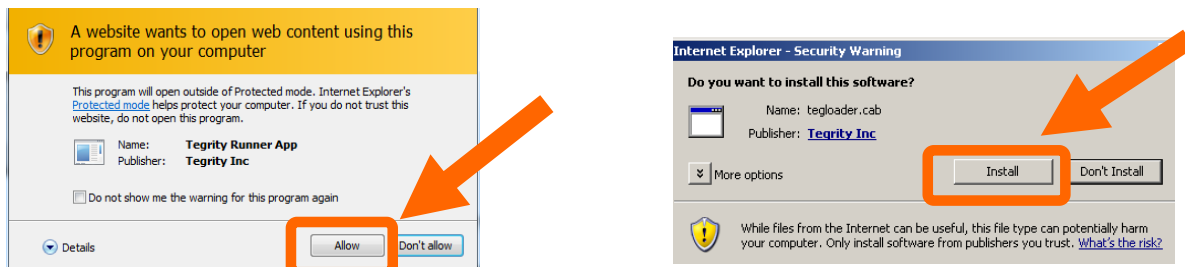 A website wants to open web content using this
program on your computer
This program will open outside of Protected mode. Internet Explorer's
Protected mode helps protect your computer. If you do not trust this
website, do not open this program.
Name: Tegrity Runner App
Publisher: Tegrity Inc
Do not show me the warning for this program again
Details
Allow
Don't allow
Internet Explorer - Security Warning
Do you want to install this software?
Name: tegloader.cab
Publisher: Tegrity Inc
More options
Install
Don't Install
While files from the Internet can be useful, this file type can potentially harm
your computer. Only install software from publishers you trust. What's the risk?